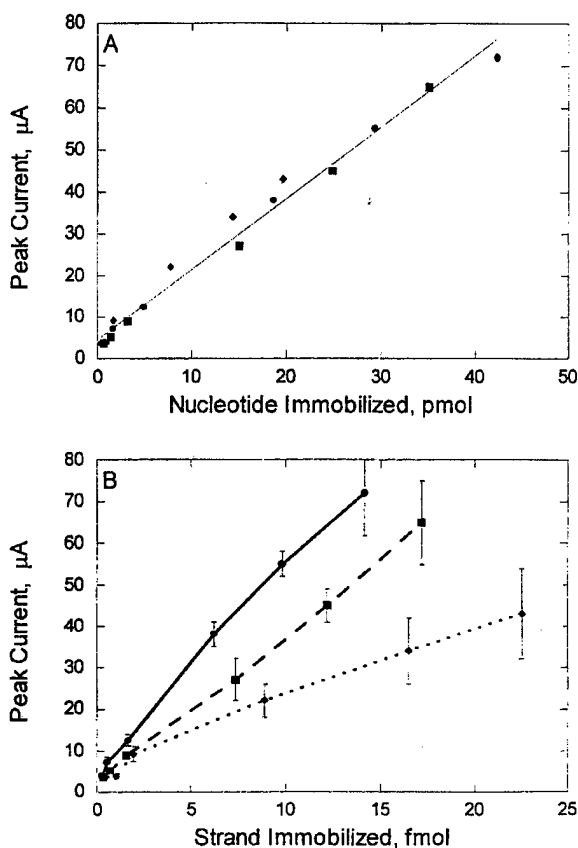 A
80
70
60
50
40
30
20
10
0
Peak Current, μA
0 10 20 30 40 50
Nucleotide Immobilized, pmol
B
80
70
60
50
40
30
20
10
0
Peak Current, μA
0 5 10 15 20 25
Strand Immobilized, fmol